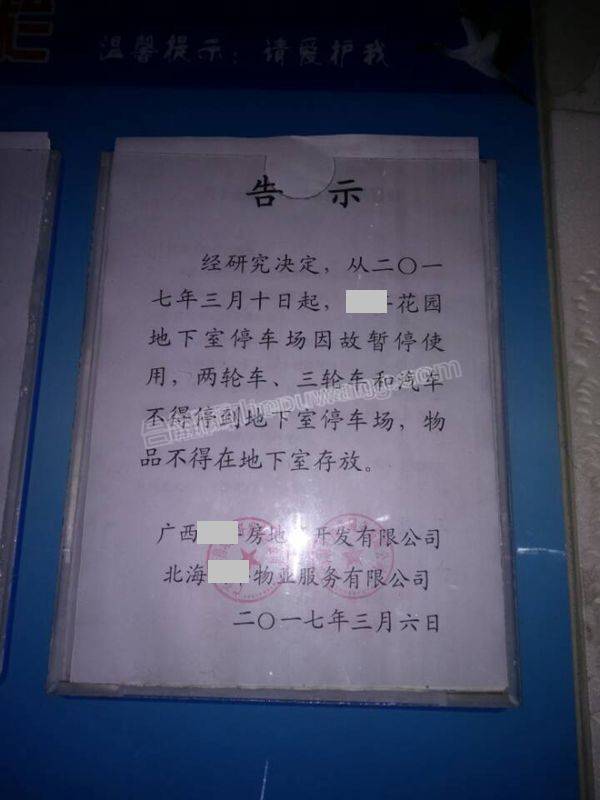 温馨提示：请爱护我
告 示
经研究决定，从二〇一
七年三月十日起，花园
地下室停车场因故暂停使
用，两轮车、三轮车和汽车
不得停到地下室停车场，物
品不得在地下室存放。
广西 房地 开发有限公司
北海 物业服务有限公司
二〇一七年三月六日
hepuwang.com